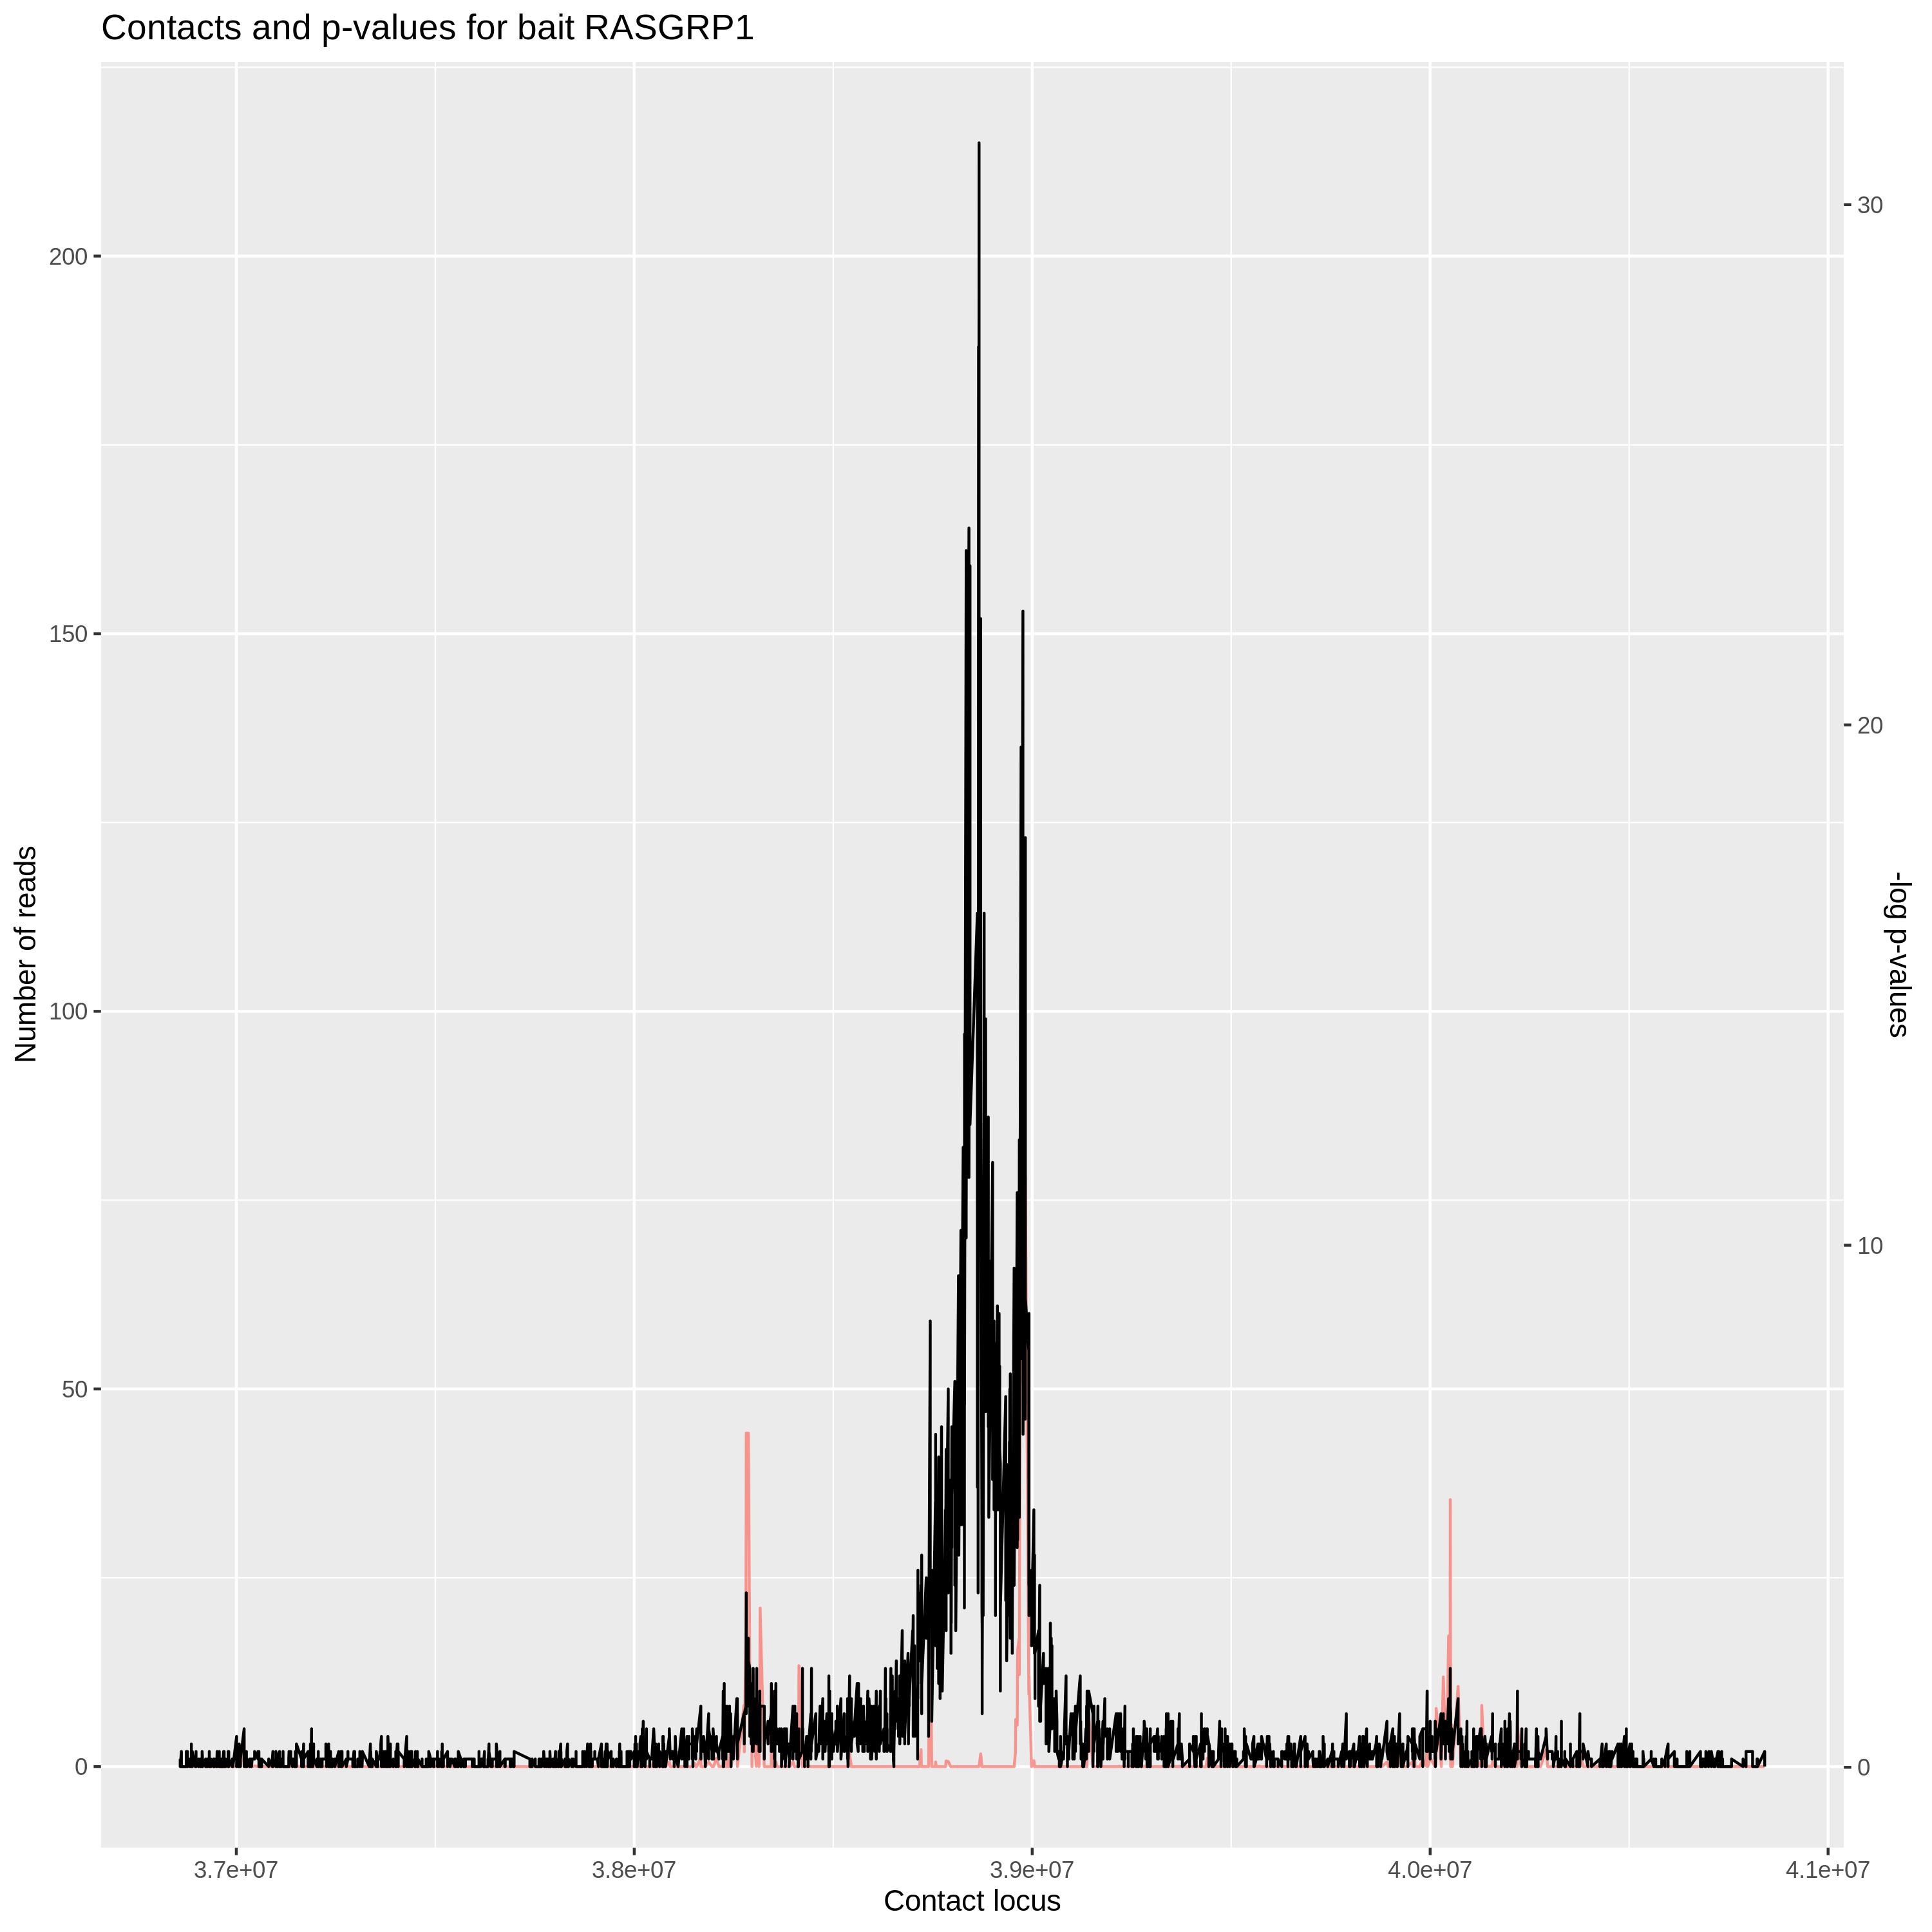 Contacts and p-values for bait RASGRP1
Number of reads
200
150
100
50
0
30
20
10
0
-log p-values
3.7e+07
3.8e+07
3.9e+07
4.0e+07
4.1e+07
Contact locus